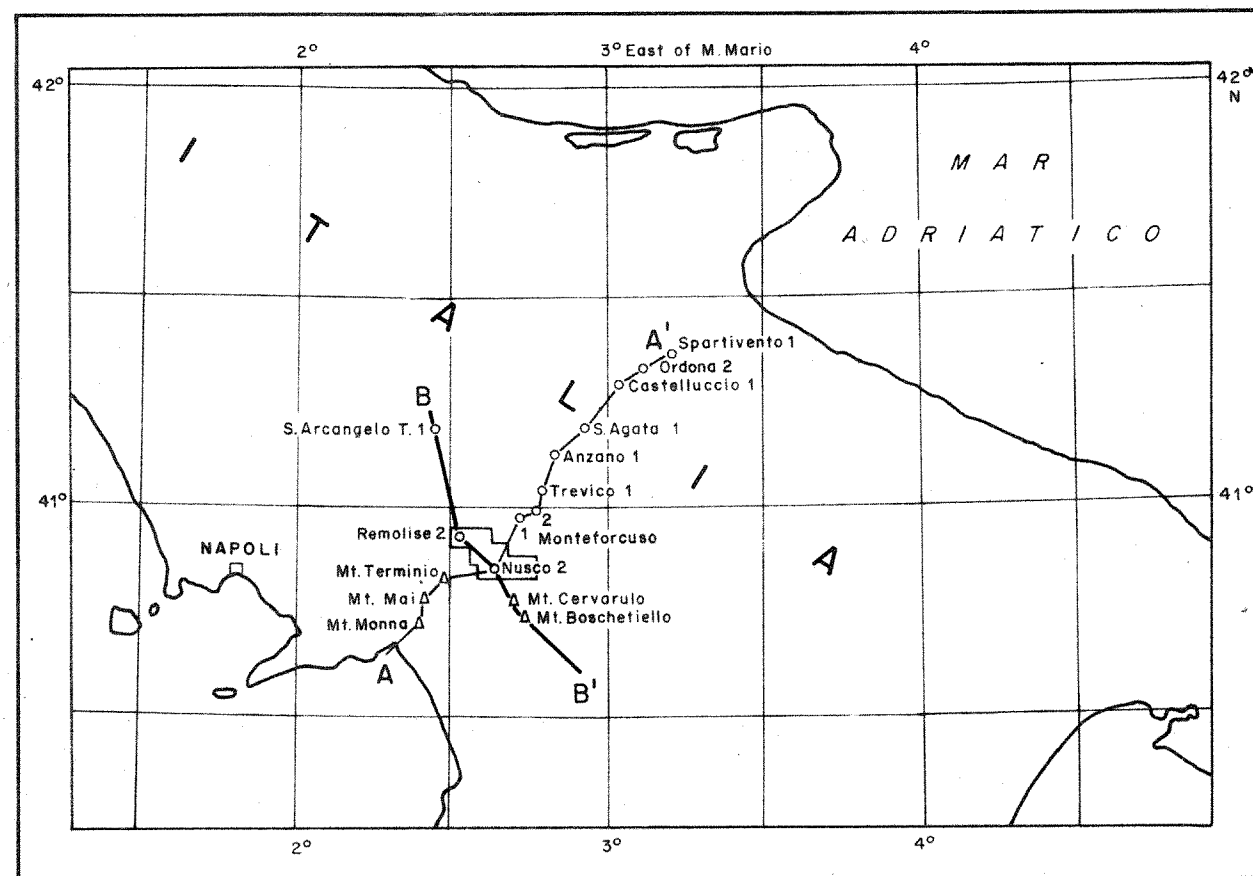 2° 3° East of M. Mario 4°
42° 42°
N
I
MAR
T
ADRIATICO
A
A' Spartivento 1
Ordona 2
Castelluccio 1
B
L
S. Arcangelo T. 1
S. Agata 1
Anzano 1
I
Trevico 1
41° 41°
1 2
Remolise 2
Monteforcuso
NAPOLI
A
Mt. Terminio
Nusco 2
Mt. Mai
Mt. Cervarulo
Mt. Monna
Mt. Boschetiello
A
B'
2° 3° 4°